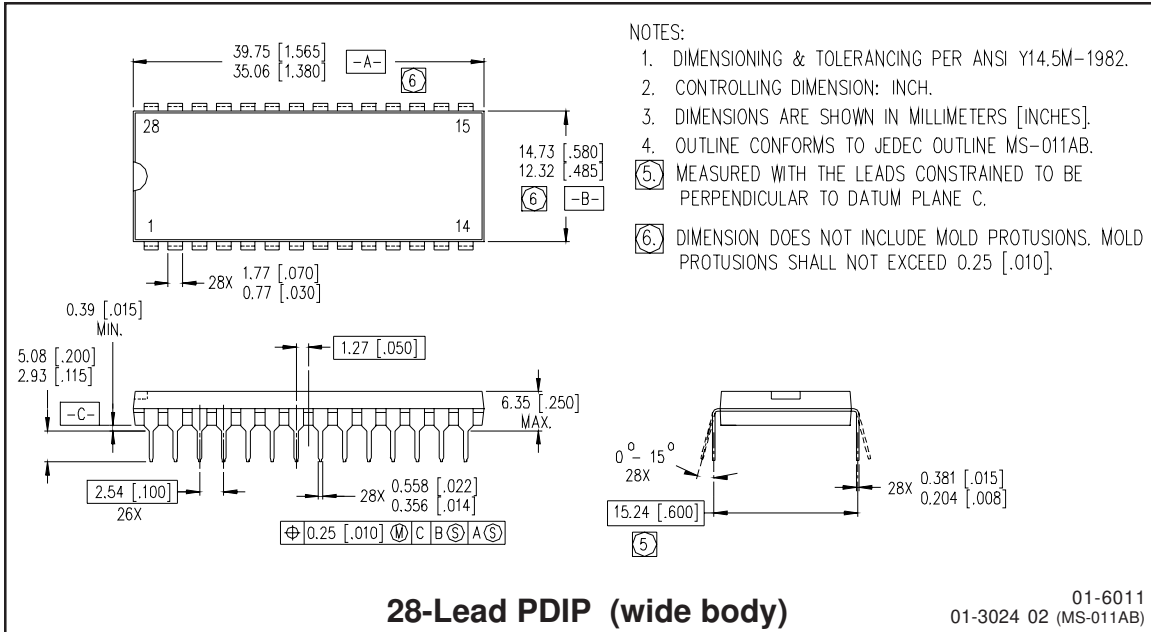 39.75 [1.565]
35.06 [1.380]
-A-
6
28
15
1
14
14.73 [.580]
12.32 [.485]
6
-B-
28X
1.77 [.070]
0.77 [.030]
NOTES:
1. DIMENSIONING & TOLERANCING PER ANSI Y14.5M-1982.
2. CONTROLLING DIMENSION: INCH.
3. DIMENSIONS ARE SHOWN IN MILLIMETERS [INCHES].
4. OUTLINE CONFORMS TO JEDEC OUTLINE MS-011AB.
5. MEASURED WITH THE LEADS CONSTRAINED TO BE
PERPENDICULAR TO DATUM PLANE C.
6. DIMENSION DOES NOT INCLUDE MOLD PROTUSIONS. MOLD
PROTUSIONS SHALL NOT EXCEED 0.25 [.010].
0.39 [.015]
MIN.
5.08 [.200]
2.93 [.115]
-C-
1.27 [.050]
6.35 [.250]
MAX.
2.54 [.100]
26X
28X
0.558 [.022]
0.356 [.014]
⌖ 0.25 [.010] Ⓜ C B Ⓢ A Ⓢ
0° - 15°
28X
28X
0.381 [.015]
0.204 [.008]
15.24 [.600]
5
28-Lead PDIP (wide body)
01-6011
01-3024 02 (MS-011AB)